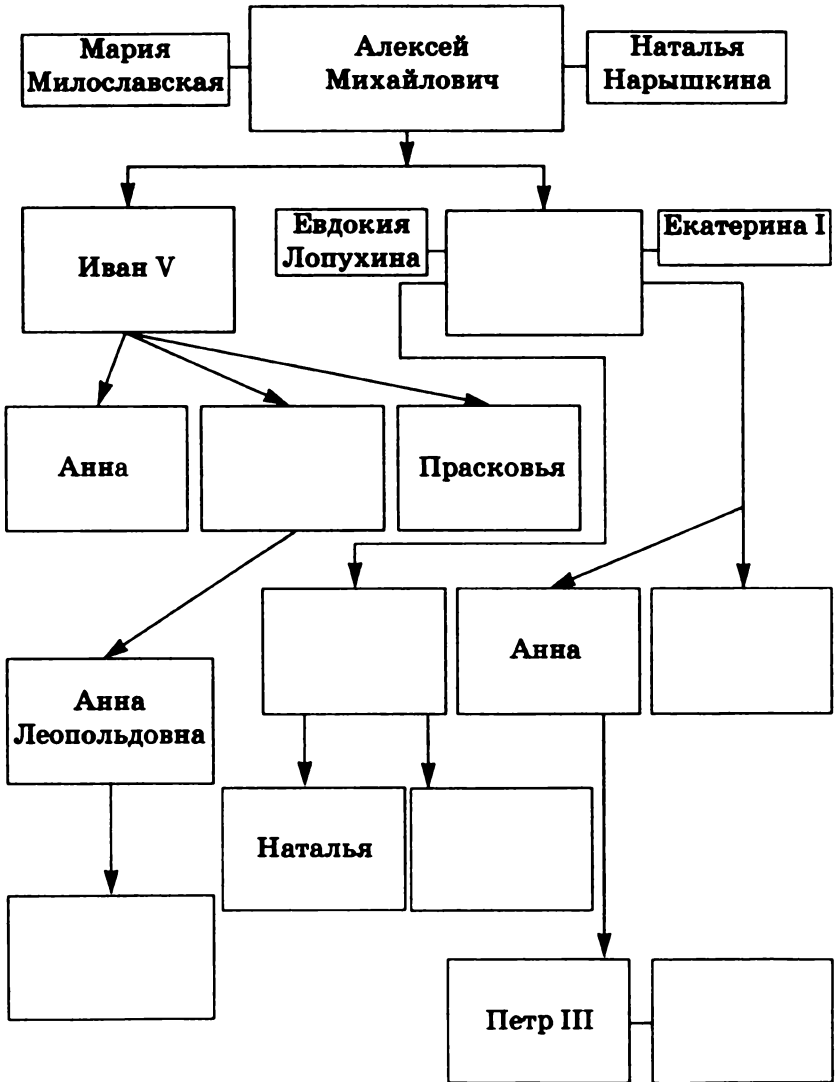 Мария
Милославская
Алексей
Михайлович
Наталья
Нарышкина
Иван V
Евдокия
Лопухина
Екатерина I
Анна
Прасковья
Анна
Анна
Леопольдовна
Наталья
Петр III